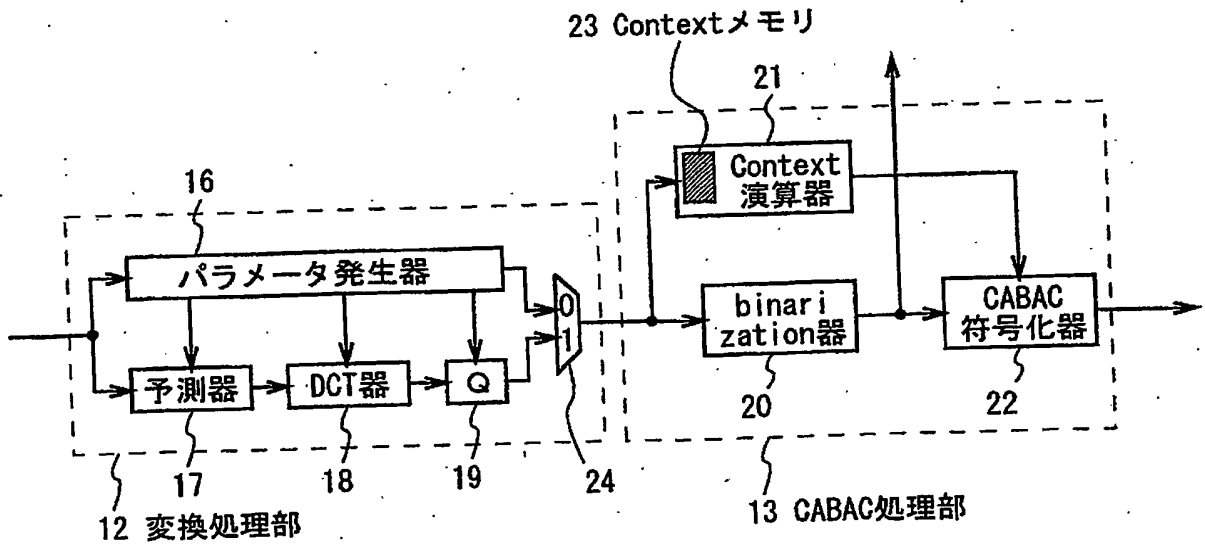 23 Contextメモリ
21
Context
演算器
16
パラメータ発生器
0
1
binari
zation器
CABAC
符号化器
予測器
DCT器
Q
20
22
17
18
19
24
12 変換処理部
13 CABAC処理部